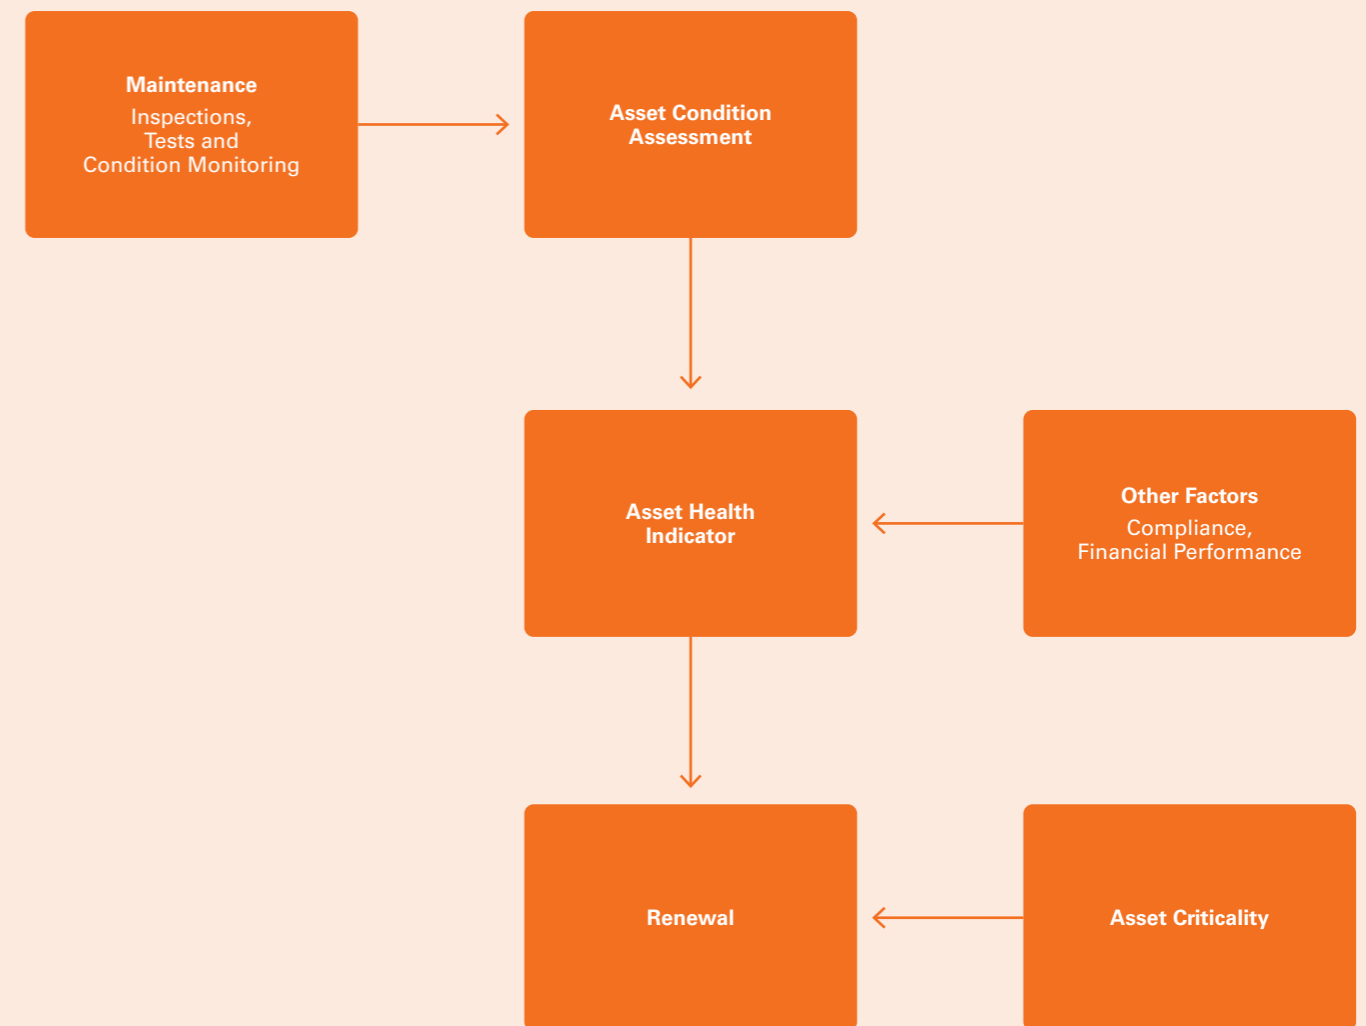 Maintenance
Inspections,
Tests and
Condition Monitoring
Asset Condition
Assessment
Asset Health
Indicator
Other Factors
Compliance,
Financial Performance
Renewal
Asset Criticality